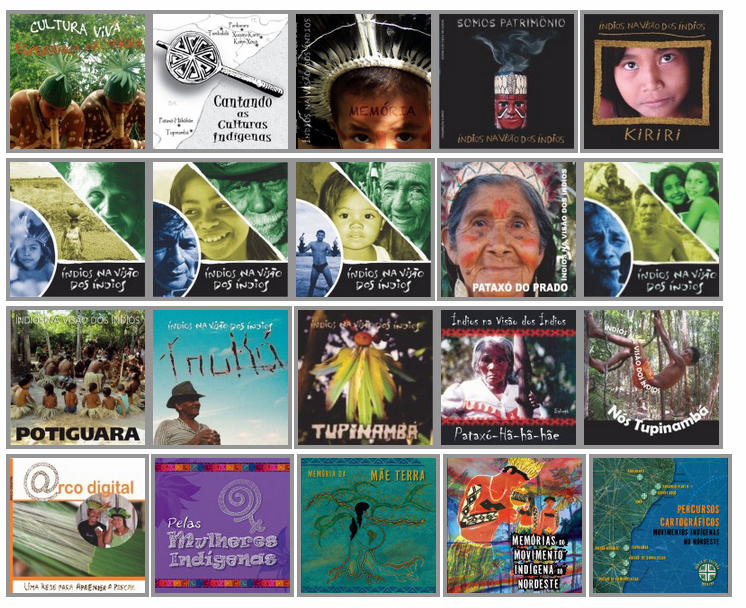 CULTURA VIVA
Cantando
as
Culturas
Indígenas
Tumbalalá
Kariri-Xocó
Pataxó-Hãhãhãe
Tupinambá
ÍNDIOS NA VISÃO DOS ÍNDIOS
MEMÓRIA
SOMOS PATRIMÔNIO
ÍNDIOS NA VISÃO DOS ÍNDIOS
ÍNDIOS NA VISÃO DOS ÍNDIOS
KIRIRI
ÍNDIOS NA VISÃO
DOS ÍNDIOS
ÍNDIOS NA VISÃO
DOS ÍNDIOS
ÍNDIOS NA VISÃO
DOS ÍNDIOS
ÍNDIOS NA VISÃO DOS ÍNDIOS
PATAXÓ DO PRADO
ÍNDIOS NA VISÃO
DOS ÍNDIOS
ÍNDIOS NA VISÃO DOS ÍNDIOS
POTIGUARA
ÍNDIOS NA VISÃO DOS ÍNDIOS
ÍNDIOS NA VISÃO DOS ÍNDIOS
TUPINAMBÁ
Índios na Visão dos Índios
Pataxó-Hã-hã-hãe
ÍNDIOS NA VISÃO DOS ÍNDIOS
Nós Tupinambá
@rco digital
UMA REDE PARA APRENDER A PESCAR
Pelas
Mulheres
Indígenas
MEMÓRIA DA
MÃE TERRA
MEMÓRIAS DO
MOVIMENTO
INDÍGENA DO
NORDESTE
PERCURSOS
CARTOGRÁFICOS
MOVIMENTOS INDÍGENAS
NO NORDESTE